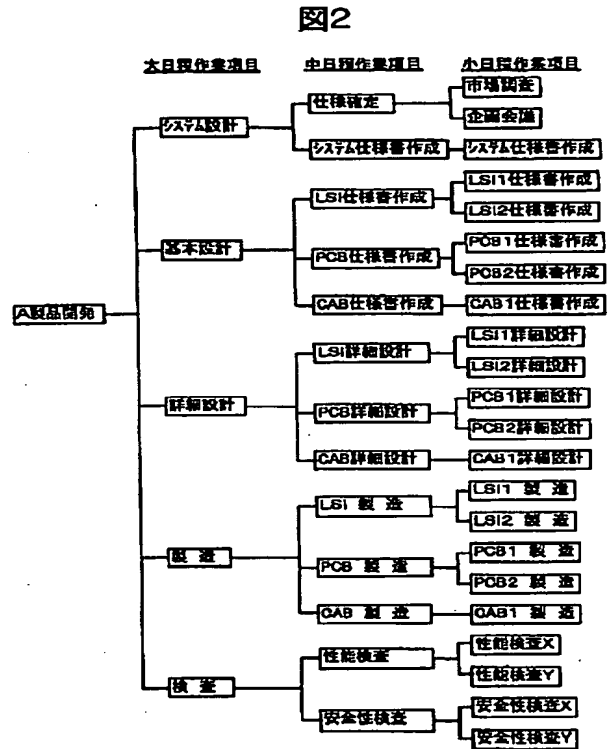 図2
大日程作業項目 中日程作業項目 小日程作業項目
A製品開発
システム設計
仕様確定
市場調査
企画会議
システム仕様書作成
システム仕様書作成
基本設計
LSI仕様書作成
LSI1仕様書作成
LSI2仕様書作成
PCB仕様書作成
PCB1仕様書作成
PCB2仕様書作成
CAB仕様書作成
CAB1仕様書作成
詳細設計
LSI詳細設計
LSI1詳細設計
LSI2詳細設計
PCB詳細設計
PCB1詳細設計
PCB2詳細設計
CAB詳細設計
CAB1詳細設計
製造
LSI 製造
LSI1 製造
LSI2 製造
PCB 製造
PCB1 製造
PCB2 製造
CAB 製造
CAB1 製造
検査
性能検査
性能検査X
性能検査Y
安全性検査
安全性検査X
安全性検査Y